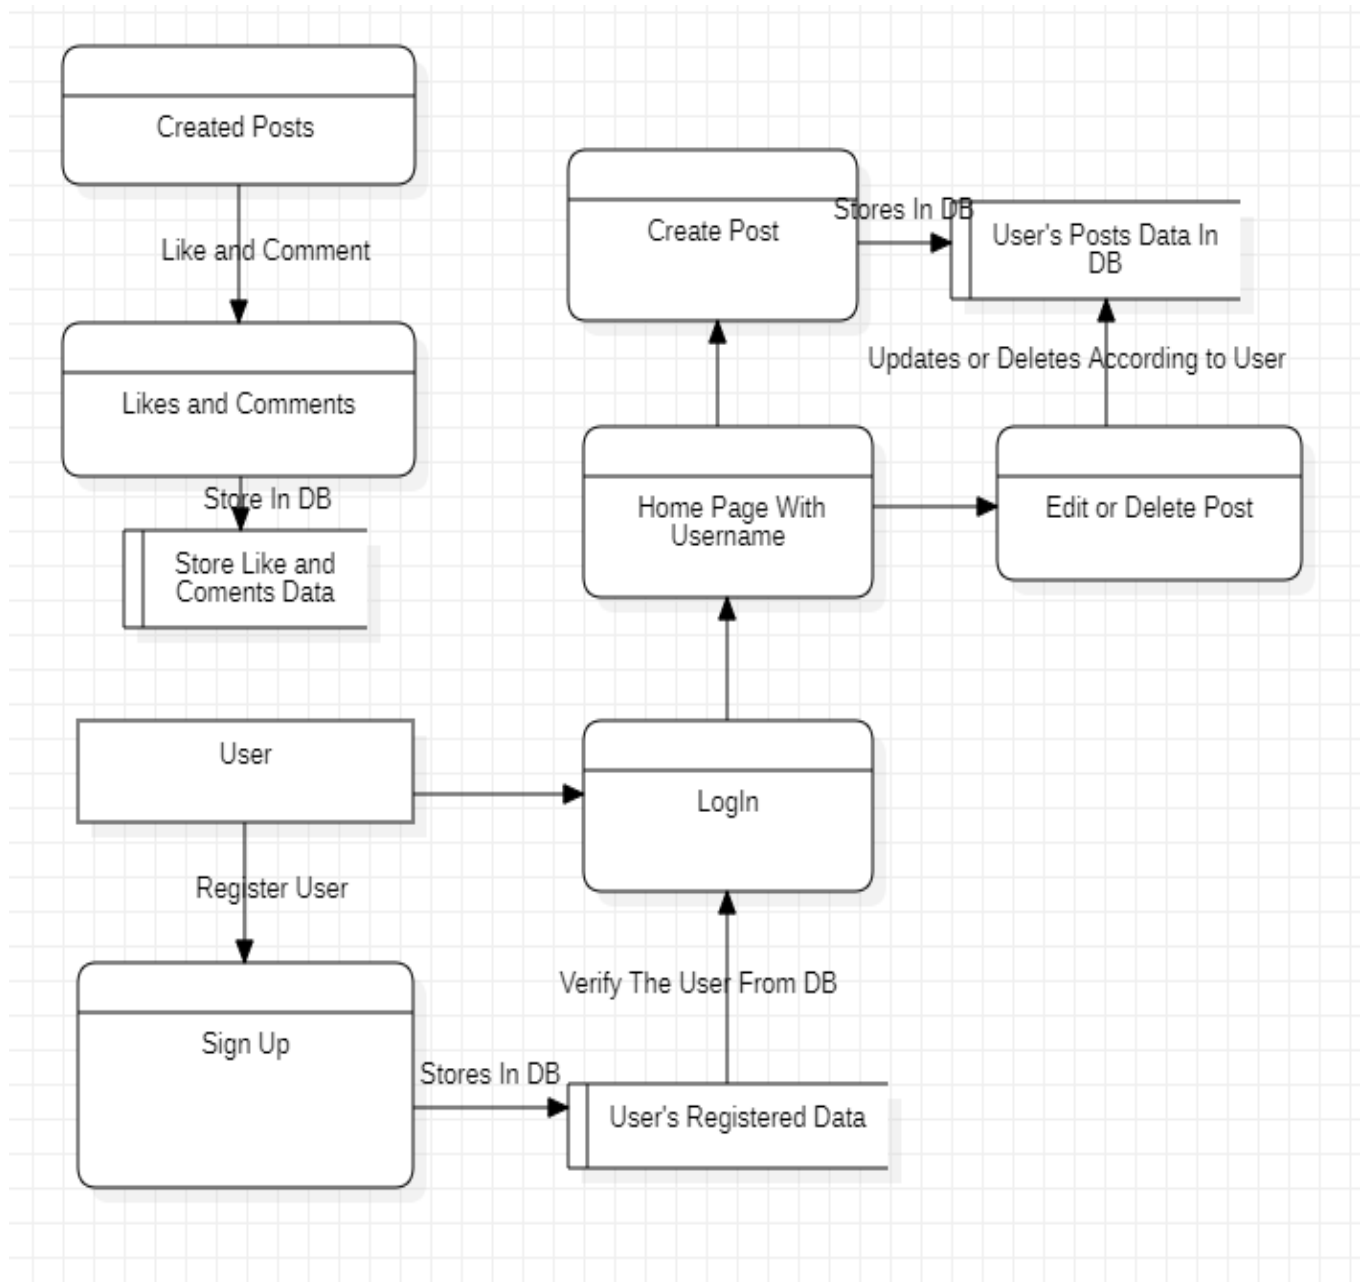 Created Posts
Like and Comment
Likes and Comments
Store In DB
Store Like and
Coments Data
Create Post
Stores In DB
User's Posts Data In
DB
Updates or Deletes According to User
Home Page With
Username
Edit or Delete Post
User
LogIn
Register User
Verify The User From DB
Sign Up
Stores In DB
User's Registered Data